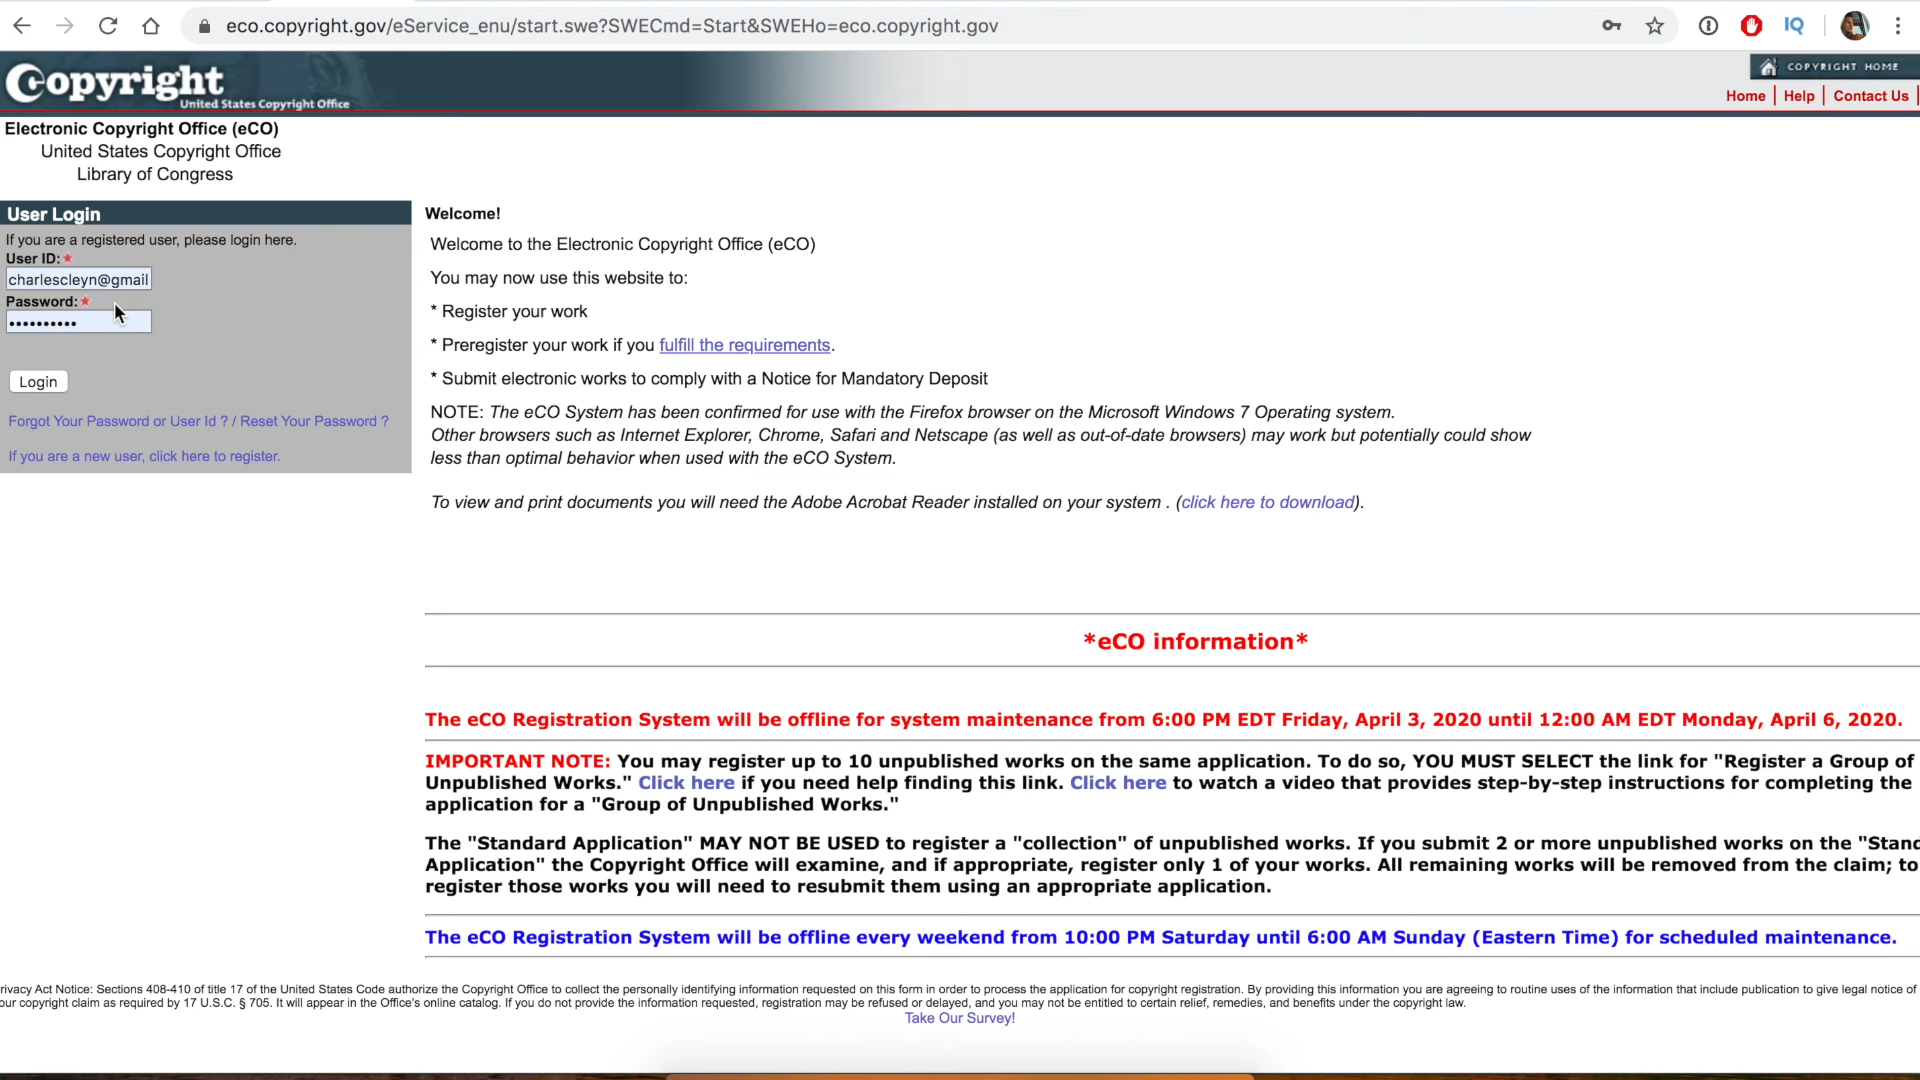 eco.copyright.gov/eService_enu/start.swe?SWECmd=Start&SWEHo=eco.copyright.gov
IQ
Copyright
United States Copyright Office
COPYRIGHT HOME
Home | Help | Contact Us |
Electronic Copyright Office (eCO)
United States Copyright Office
Library of Congress
User Login
If you are a registered user, please login here.
User ID:
charlescleyn@gmail
Password:
Login
Forgot Your Password or User Id ? / Reset Your Password ?
If you are a new user, click here to register.
Welcome!
Welcome to the Electronic Copyright Office (eCO)
You may now use this website to:
* Register your work
* Preregister your work if you fulfill the requirements.
* Submit electronic works to comply with a Notice for Mandatory Deposit
NOTE: The eCO System has been confirmed for use with the Firefox browser on the Microsoft Windows 7 Operating system.
Other browsers such as Internet Explorer, Chrome, Safari and Netscape (as well as out-of-date browsers) may work but potentially could show
less than optimal behavior when used with the eCO System.
To view and print documents you will need the Adobe Acrobat Reader installed on your system . (click here to download).
*eCO information*
The eCO Registration System will be offline for system maintenance from 6:00 PM EDT Friday, April 3, 2020 until 12:00 AM EDT Monday, April 6, 2020.
IMPORTANT NOTE: You may register up to 10 unpublished works on the same application. To do so, YOU MUST SELECT the link for "Register a Group of
Unpublished Works." Click here if you need help finding this link. Click here to watch a video that provides step-by-step instructions for completing the
application for a "Group of Unpublished Works."
The "Standard Application" MAY NOT BE USED to register a "collection" of unpublished works. If you submit 2 or more unpublished works on the "Stand
Application" the Copyright Office will examine, and if appropriate, register only 1 of your works. All remaining works will be removed from the claim; to
register those works you will need to resubmit them using an appropriate application.
The eCO Registration System will be offline every weekend from 10:00 PM Saturday until 6:00 AM Sunday (Eastern Time) for scheduled maintenance.
rivacy Act Notice: Sections 408-410 of title 17 of the United States Code authorize the Copyright Office to collect the personally identifying information requested on this form in order to process the application for copyright registration. By providing this information you are agreeing to routine uses of the information that include publication to give legal notice of
our copyright claim as required by 17 U.S.C. § 705. It will appear in the Office's online catalog. If you do not provide the information requested, registration may be refused or delayed, and you may not be entitled to certain relief, remedies, and benefits under the copyright law.
Take Our Survey!